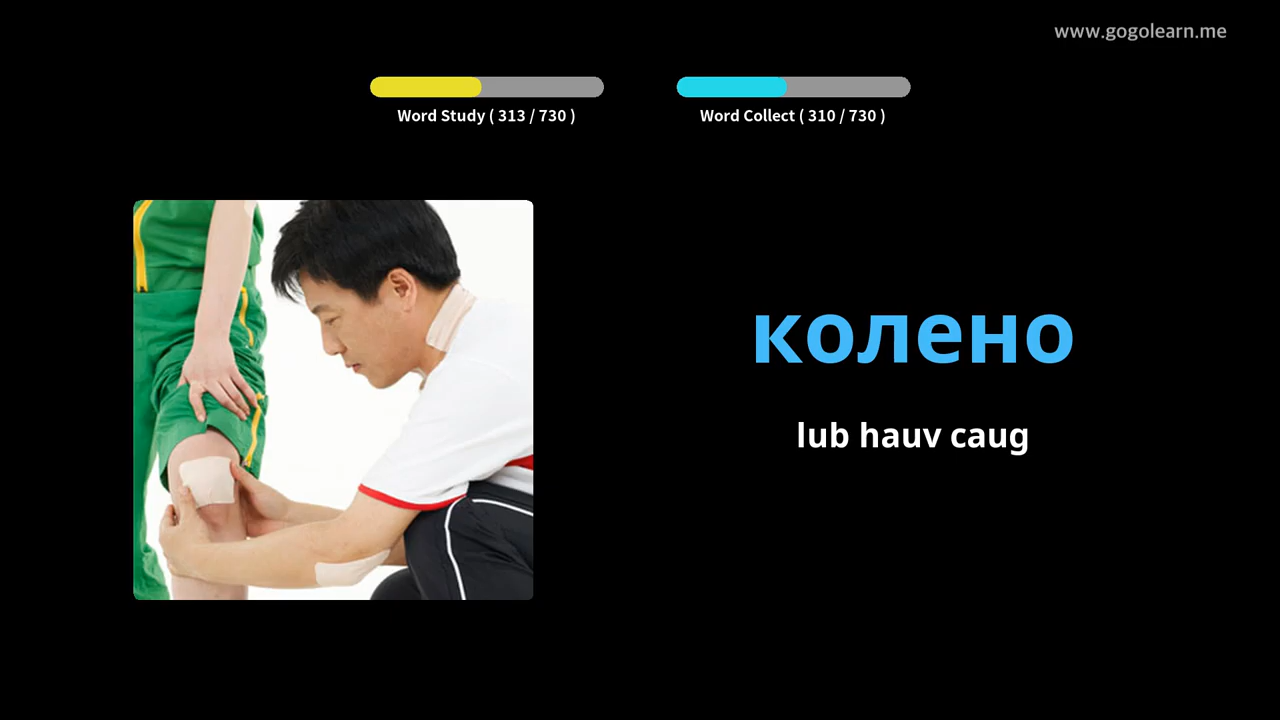 www.gogolearn.me
Word Study ( 313 / 730 )
Word Collect ( 310 / 730 )
колено
lub hauv caug